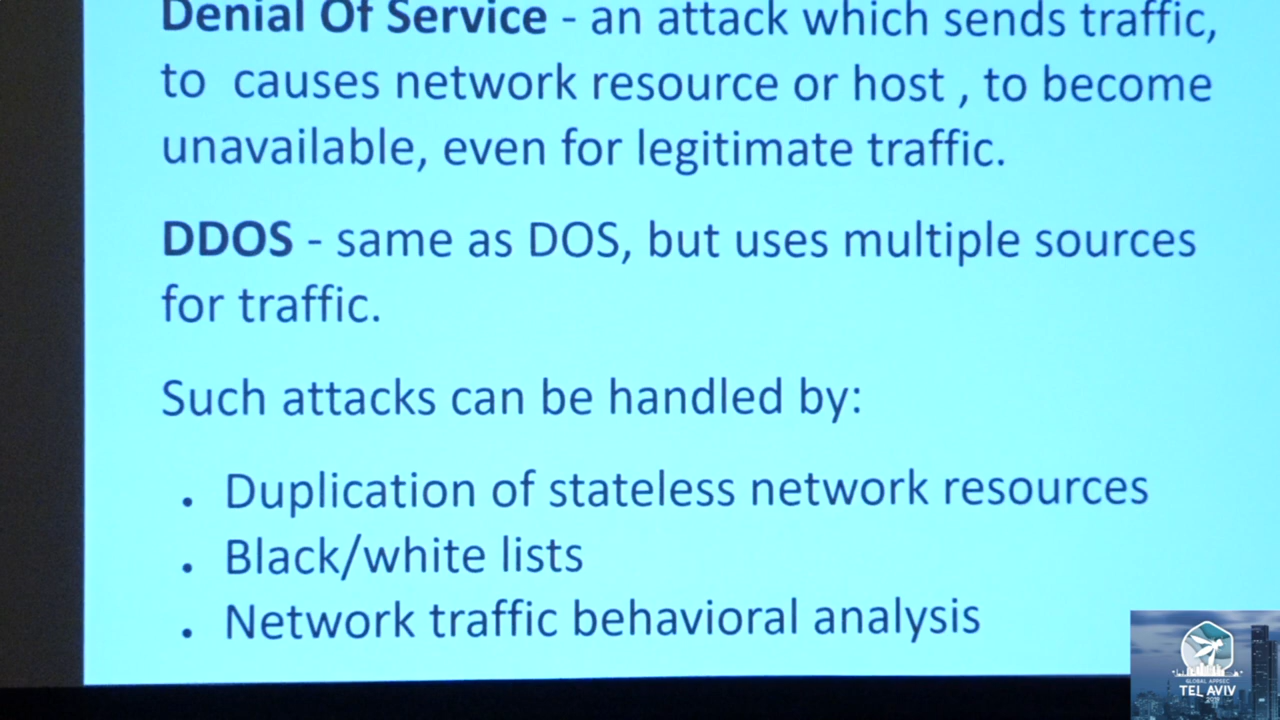 Denial Of Service - an attack which sends traffic,
to causes network resource or host , to become
unavailable, even for legitimate traffic.
DDOS - same as DOS, but uses multiple sources
for traffic.
Such attacks can be handled by:
. Duplication of stateless network resources
. Black/white lists
. Network traffic behavioral analysis
GLOBAL APPSEC
TEL AVIV